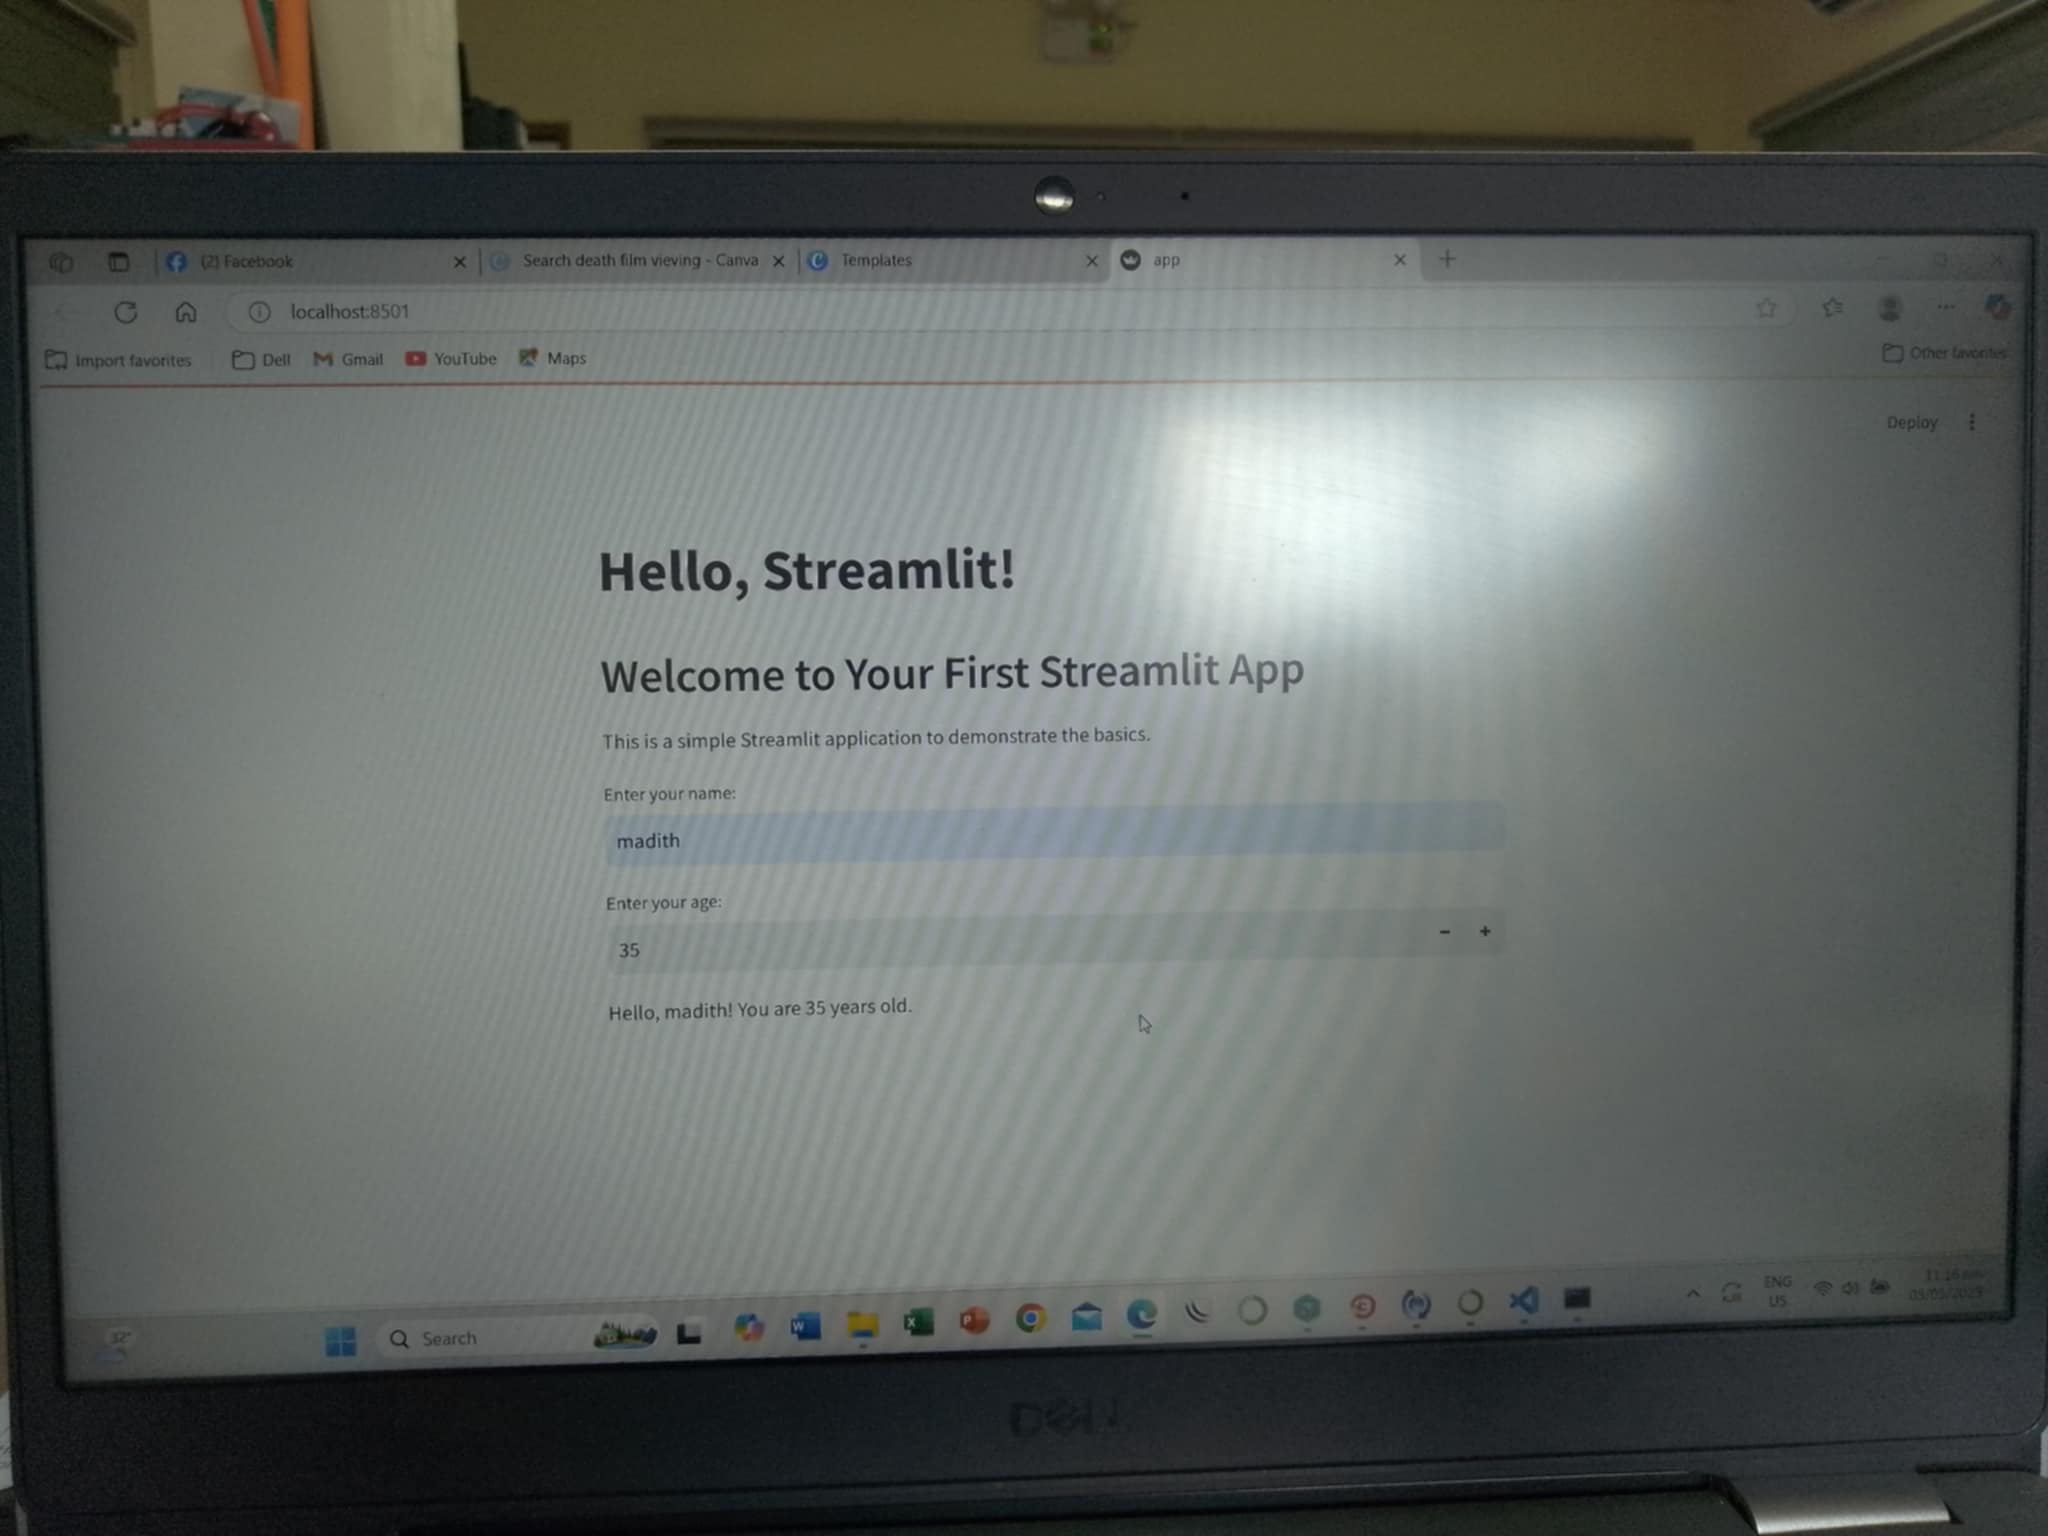 (2) Facebook
Search death film vieving - Canva
Templates
app
localhost:8501
Import favorites
Dell
Gmail
YouTube
Maps
Other favorites
Deploy
Hello, Streamlit!
Welcome to Your First Streamlit App
This is a simple Streamlit application to demonstrate the basics.
Enter your name:
madith
Enter your age:
35
- +
Hello, madith! You are 35 years old.
32°
Search
ENG
US
DELL